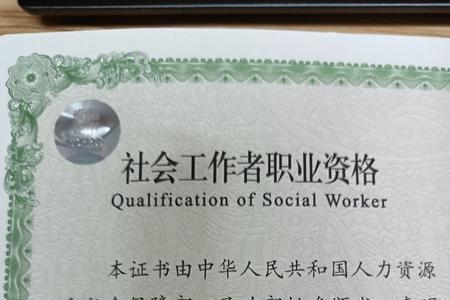 社会工作者职业资格
Qualification of Social Worker
本证书由中华人民共和国人力资源